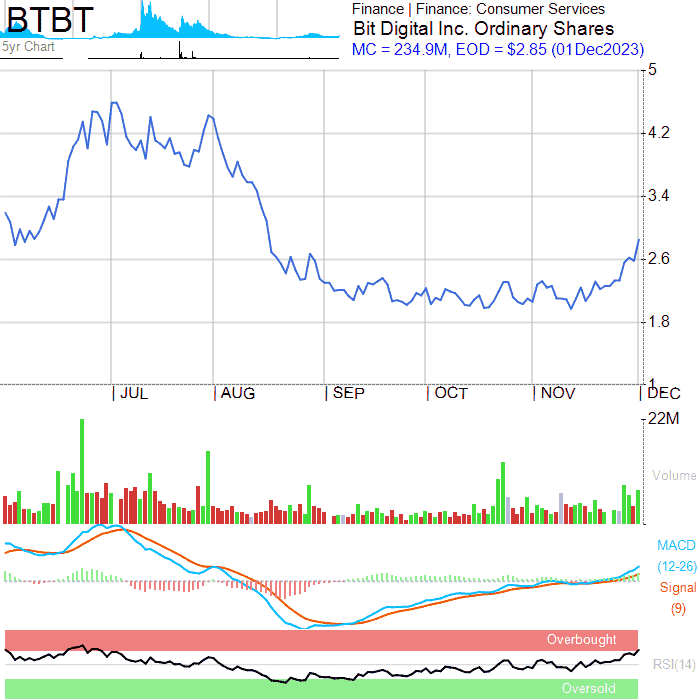 BTBT
5yr Chart
Finance | Finance: Consumer Services
Bit Digital Inc. Ordinary Shares
MC = 234.9M, EOD = $2.85 (01Dec2023)
5
4.2
3.4
2.6
1.8
1
JUL
AUG
SEP
OCT
NOV
DEC
22M
Volume
MACD
(12-26)
Signal
(9)
Overbought
RSI(14)
Oversold